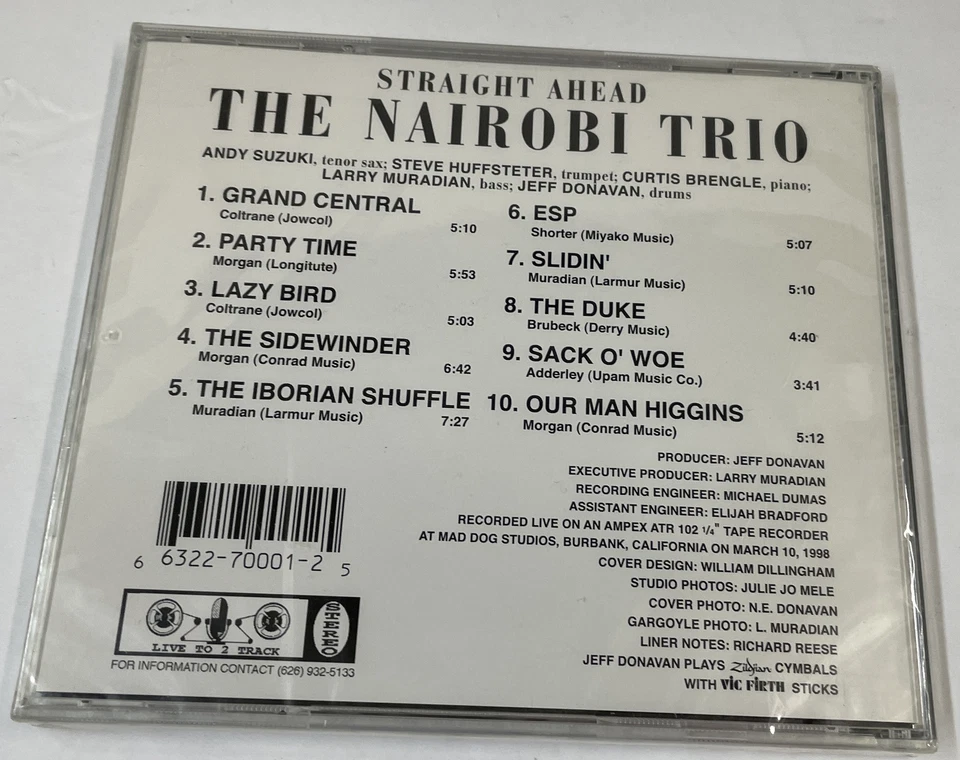 STRAIGHT AHEAD
THE NAIROBI TRIO
ANDY SUZUKI, tenor sax; STEVE HUFFSTETER, trumpet; CURTIS BRENGLE, piano;
LARRY MURADIAN, bass; JEFF DONAVAN, drums
1. GRAND CENTRAL
Coltrane (Jowcol) 5:10
2. PARTY TIME
Morgan (Longitute) 5:53
3. LAZY BIRD
Coltrane (Jowcol) 5:03
4. THE SIDEWINDER
Morgan (Conrad Music) 6:42
5. THE IBORIAN SHUFFLE
Muradian (Larmur Music) 7:27
6. ESP
Shorter (Miyako Music) 5:07
7. SLIDIN'
Muradian (Larmur Music) 5:10
8. THE DUKE
Brubeck (Derry Music) 4:40
9. SACK O' WOE
Adderley (Upam Music Co.) 3:41
10. OUR MAN HIGGINS
Morgan (Conrad Music) 5:12
PRODUCER: JEFF DONAVAN
EXECUTIVE PRODUCER: LARRY MURADIAN
RECORDING ENGINEER: MICHAEL DUMAS
ASSISTANT ENGINEER: ELIJAH BRADFORD
RECORDED LIVE ON AN AMPEX ATR 102 1/4" TAPE RECORDER
AT MAD DOG STUDIOS, BURBANK, CALIFORNIA ON MARCH 10, 1998
COVER DESIGN: WILLIAM DILLINGHAM
STUDIO PHOTOS: JULIE JO MELE
COVER PHOTO: N.E. DONAVAN
GARGOYLE PHOTO: L. MURADIAN
LINER NOTES: RICHARD REESE
JEFF DONAVAN PLAYS Zildjian CYMBALS
WITH VIC FIRTH STICKS
6 6322-70001-2 5
LIVE TO 2 TRACK
STEREO
FOR INFORMATION CONTACT (626) 932-5133